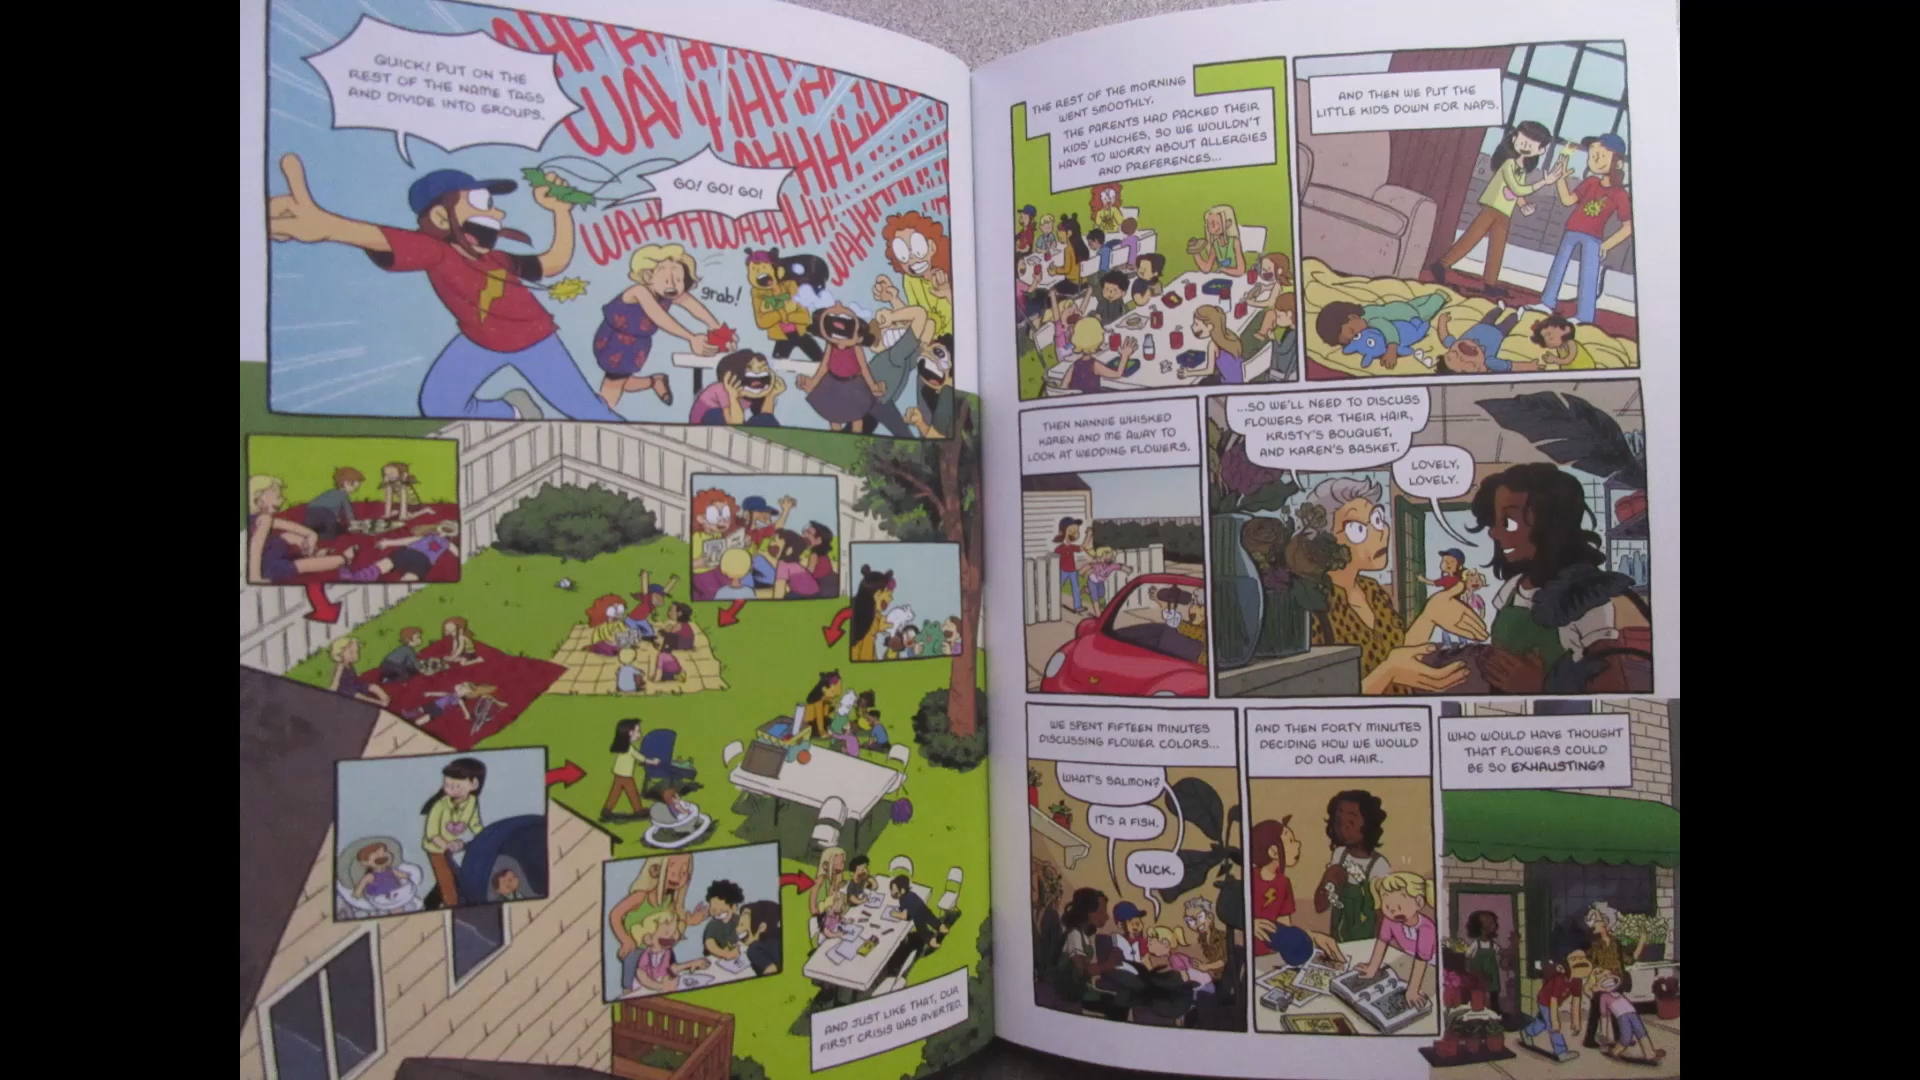 QUICK! PUT ON THE
REST OF THE NAME TAGS
AND DIVIDE INTO GROUPS.
GO! GO! GO!
WAHHH
WAHHHH
WAHHH
grab!
AND JUST LIKE THAT, OUR
FIRST CRISIS WAS AVERTED.
THE REST OF THE MORNING
WENT SMOOTHLY.
THE PARENTS HAD PACKED THEIR
KIDS' LUNCHES, SO WE WOULDN'T
HAVE TO WORRY ABOUT ALLERGIES
AND PREFERENCES...
AND THEN WE PUT THE
LITTLE KIDS DOWN FOR NAPS.
THEN NANNIE WHISKED
KAREN AND ME AWAY TO
LOOK AT WEDDING FLOWERS.
...SO WE'LL NEED TO DISCUSS
FLOWERS FOR THEIR HAIR,
KRISTY'S BOUQUET,
AND KAREN'S BASKET.
LOVELY,
LOVELY.
WE SPENT FIFTEEN MINUTES
DISCUSSING FLOWER COLORS...
WHAT'S SALMON?
IT'S A FISH.
YUCK.
AND THEN FORTY MINUTES
DECIDING HOW WE WOULD
DO OUR HAIR.
WHO WOULD HAVE THOUGHT
THAT FLOWERS COULD
BE SO EXHAUSTING?